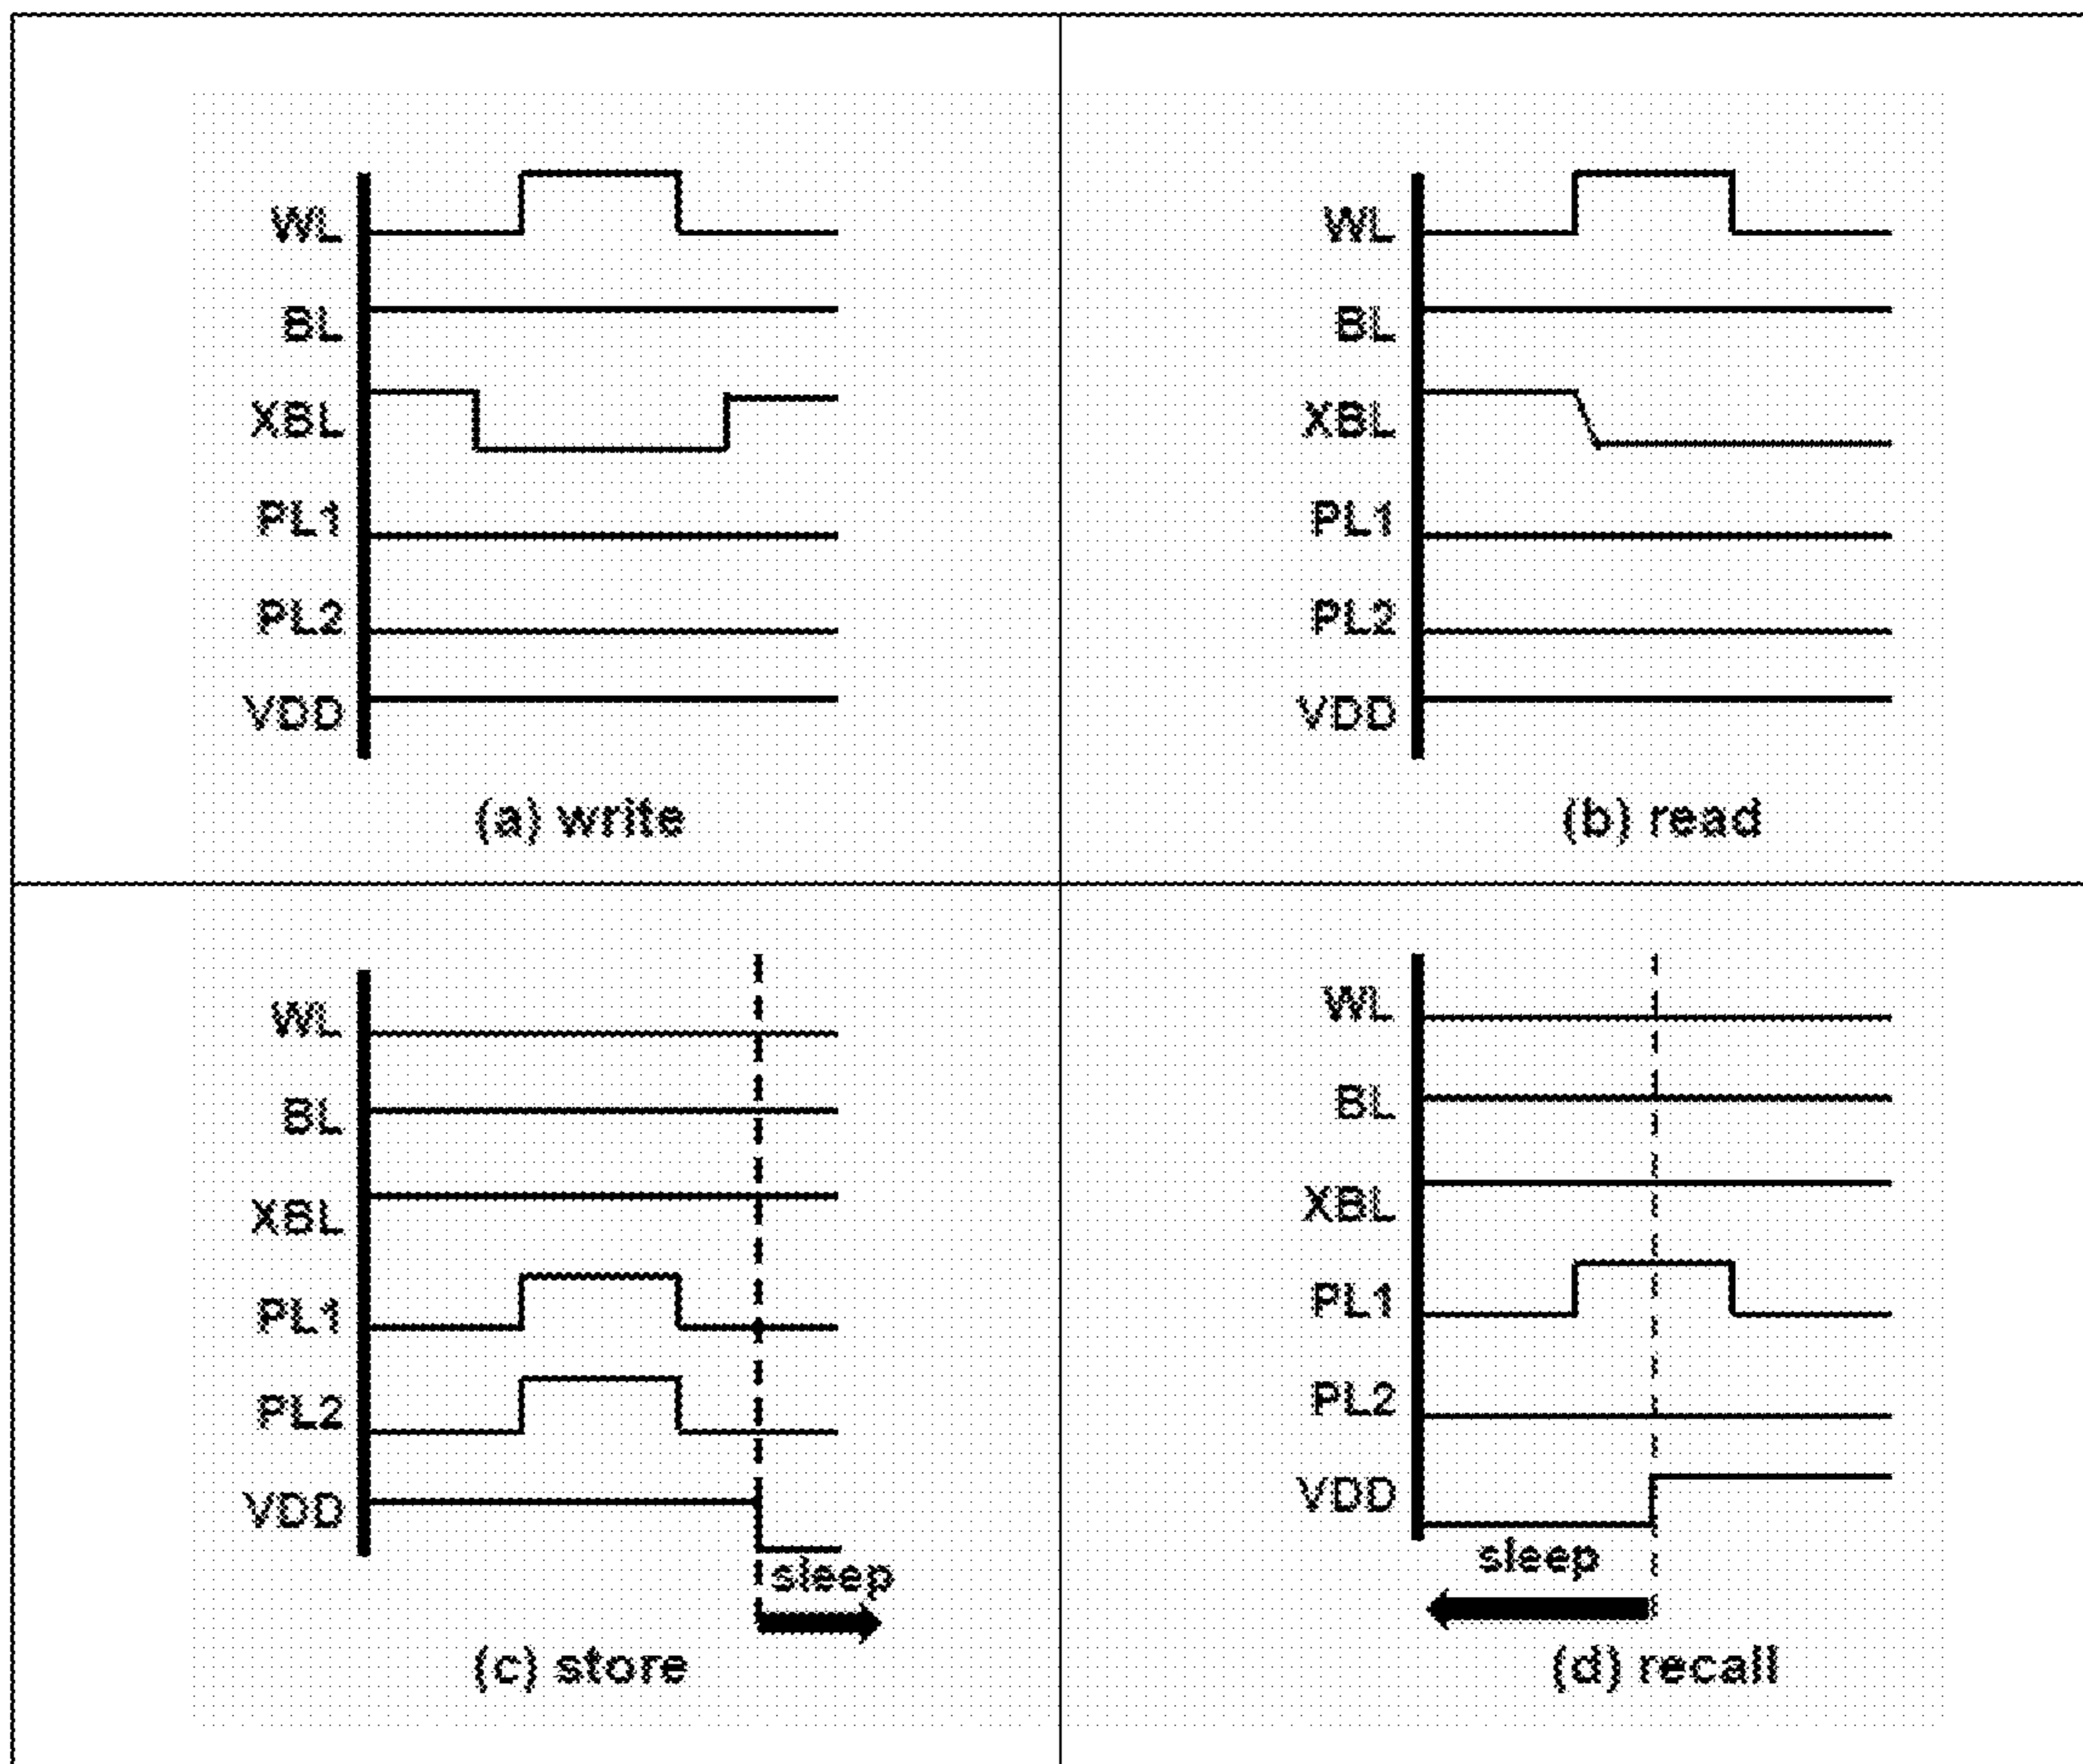 WL
BL
XBL
PL1
PL2
VDD
(a) write
WL
BL
XBL
PL1
PL2
VDD
(b) read
WL
BL
XBL
PL1
PL2
VDD
sleep
(c) store
WL
BL
XBL
PL1
PL2
VDD
sleep
(d) recall